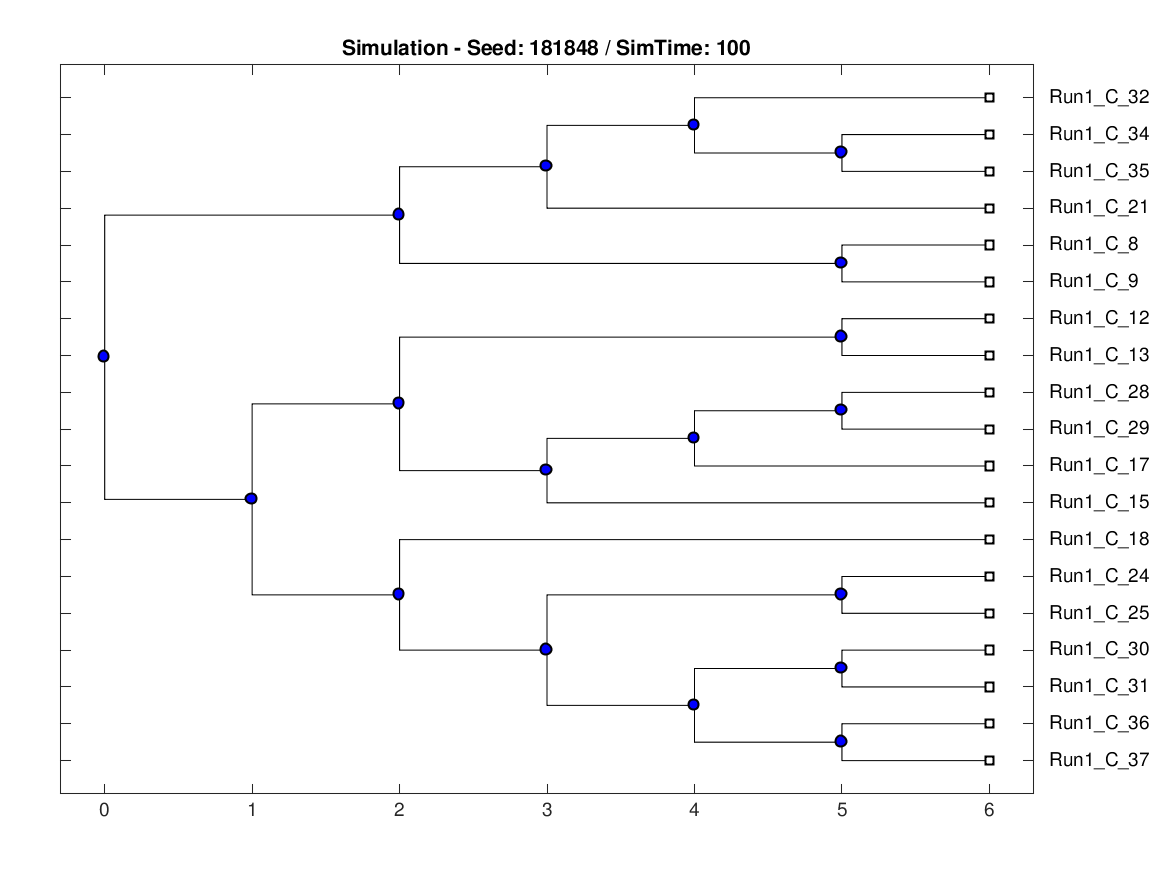 Simulation - Seed: 181848 / SimTime: 100
Run1_C_32
Run1_C_34
Run1_C_35
Run1_C_21
Run1_C_8
Run1_C_9
Run1_C_12
Run1_C_13
Run1_C_28
Run1_C_29
Run1_C_17
Run1_C_15
Run1_C_18
Run1_C_24
Run1_C_25
Run1_C_30
Run1_C_31
Run1_C_36
Run1_C_37
0 1 2 3 4 5 6